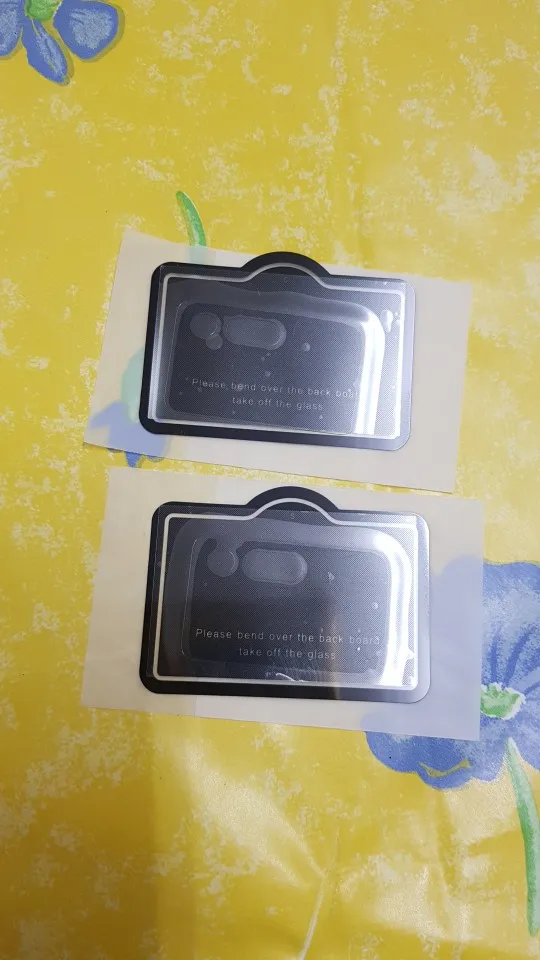 Please bend over the back board
take off the glass
Please bend over the back board
take off the glass